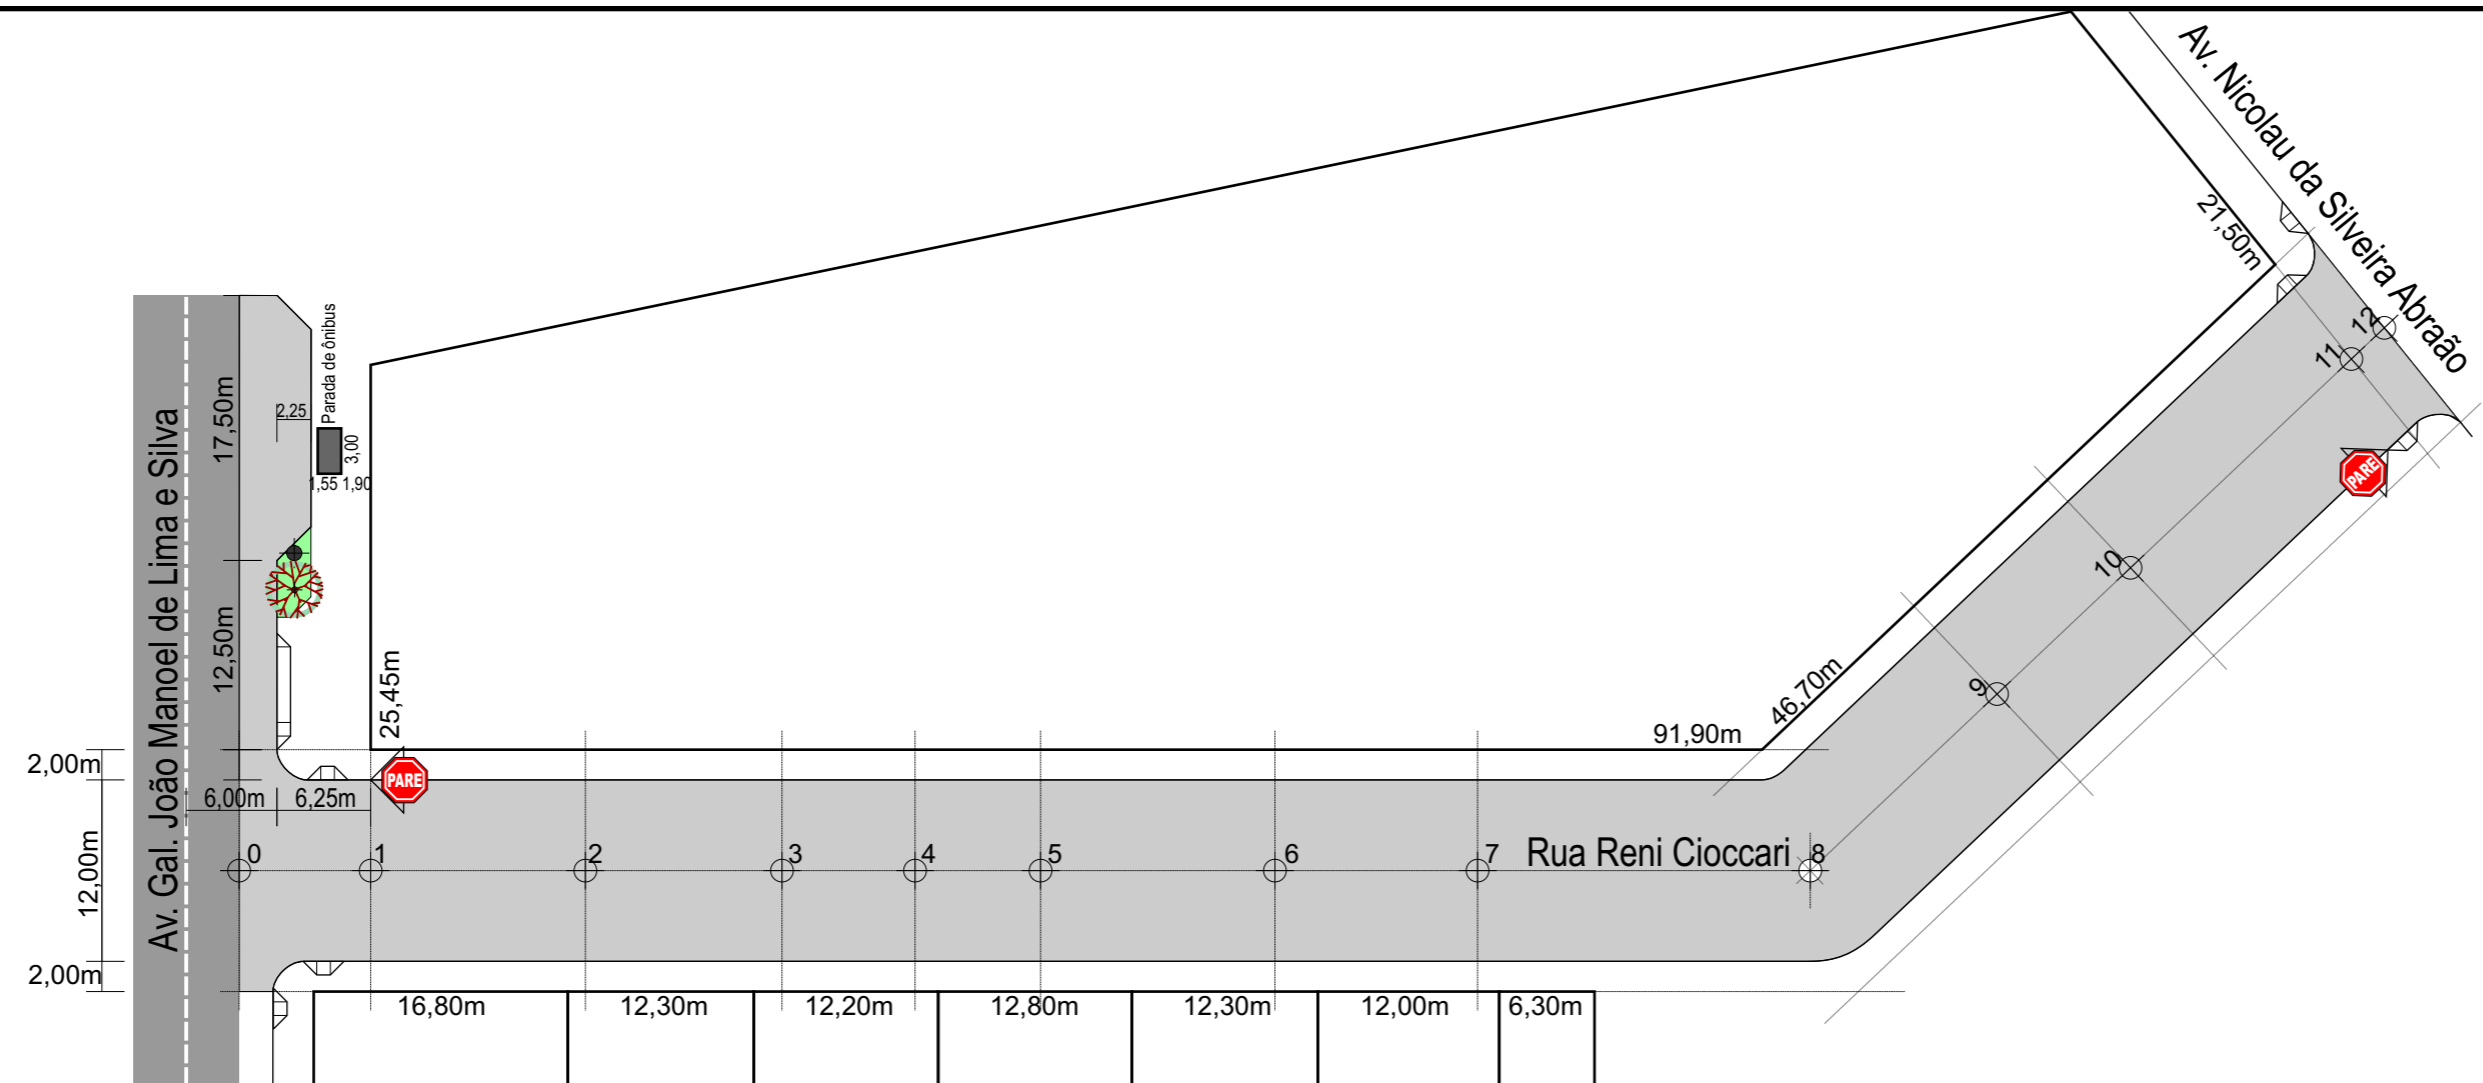 Av. Nicolau da Silveira Abraão
21,50m
12
11
Parada de ônibus
2,25
3,00
1,55 1,90
17,50m
Av. Gal. João Manoel de Lima e Silva
12,50m
25,45m
10
9
46,70m
91,90m
2,00m
PARE
PARE
6,00m
6,25m
12,00m
0
1
2
3
4
5
6
7
Rua Reni Cioccari
8
2,00m
16,80m
12,30m
12,20m
12,80m
12,30m
12,00m
6,30m